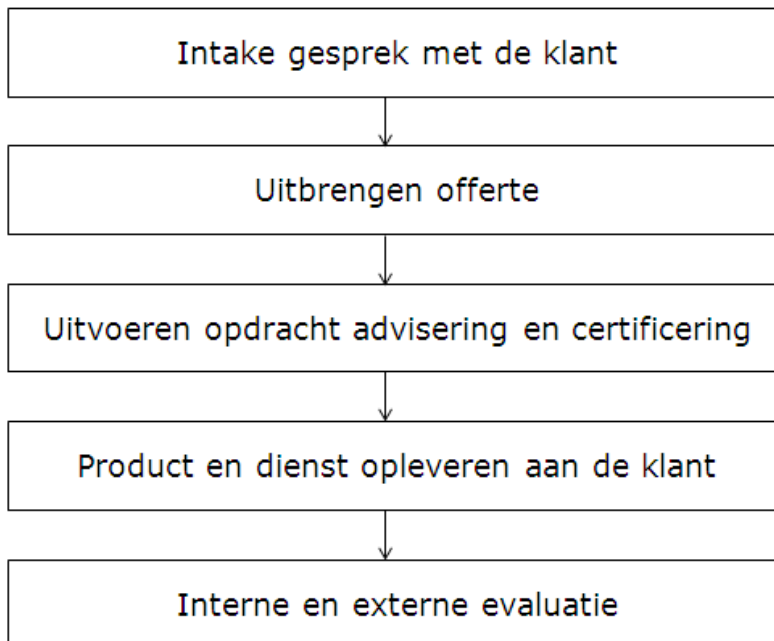 Intake gesprek met de klant
Uitbrengen offerte
Uitvoeren opdracht advisering en certificering
Product en dienst opleveren aan de klant
Interne en externe evaluatie